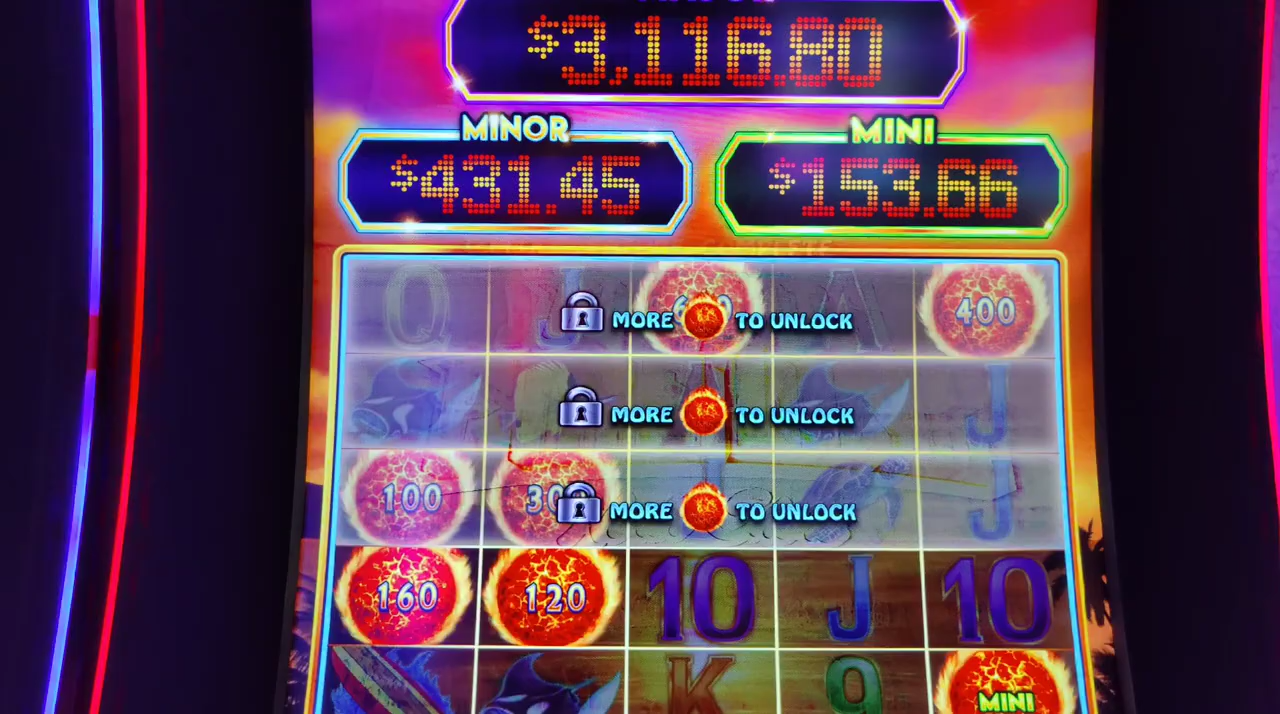 $3,116.80
MINOR
MINI
$431.45
$153.66
Q J A 400
MORE TO UNLOCK
MORE TO UNLOCK
J
100 J
MORE TO UNLOCK
160 120 10 J 10
K 9 MINI